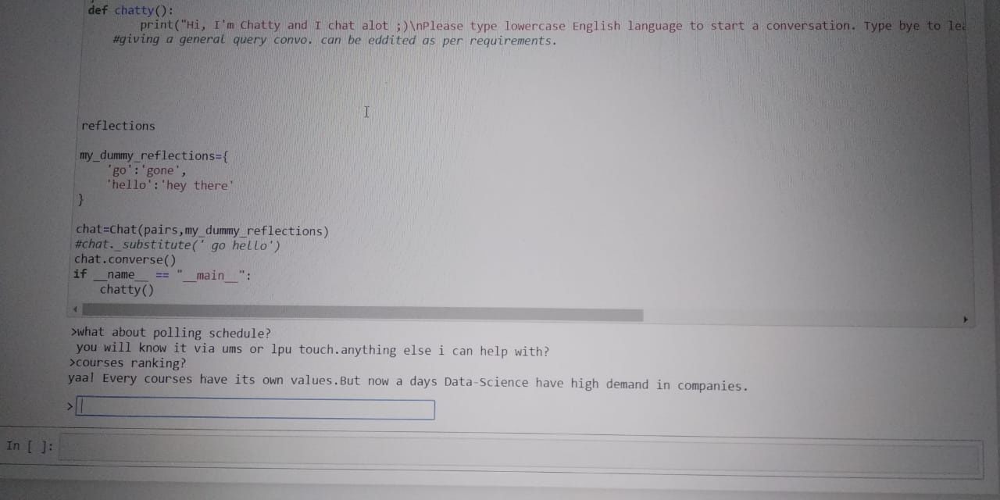 def chatty():
print("Hi, I'm Chatty and I chat alot ;)\nPlease type lowercase English language to start a conversation. Type bye to
#giving a general query convo. can be eddited as per requirements.
reflections
my_dummy_reflections={
'go':'gone',
'hello':'hey there'
}
chat=Chat(pairs,my_dummy_reflections)
#chat._substitute(' go hello')
chat.converse()
if __name__ == "__main__":
chatty()
>what about polling schedule?
you will know it via ums or lpu touch.anything else i can help with?
>courses ranking?
yaa! Every courses have its own values.But now a days Data-Science have high demand in companies.
>
In [ ]: